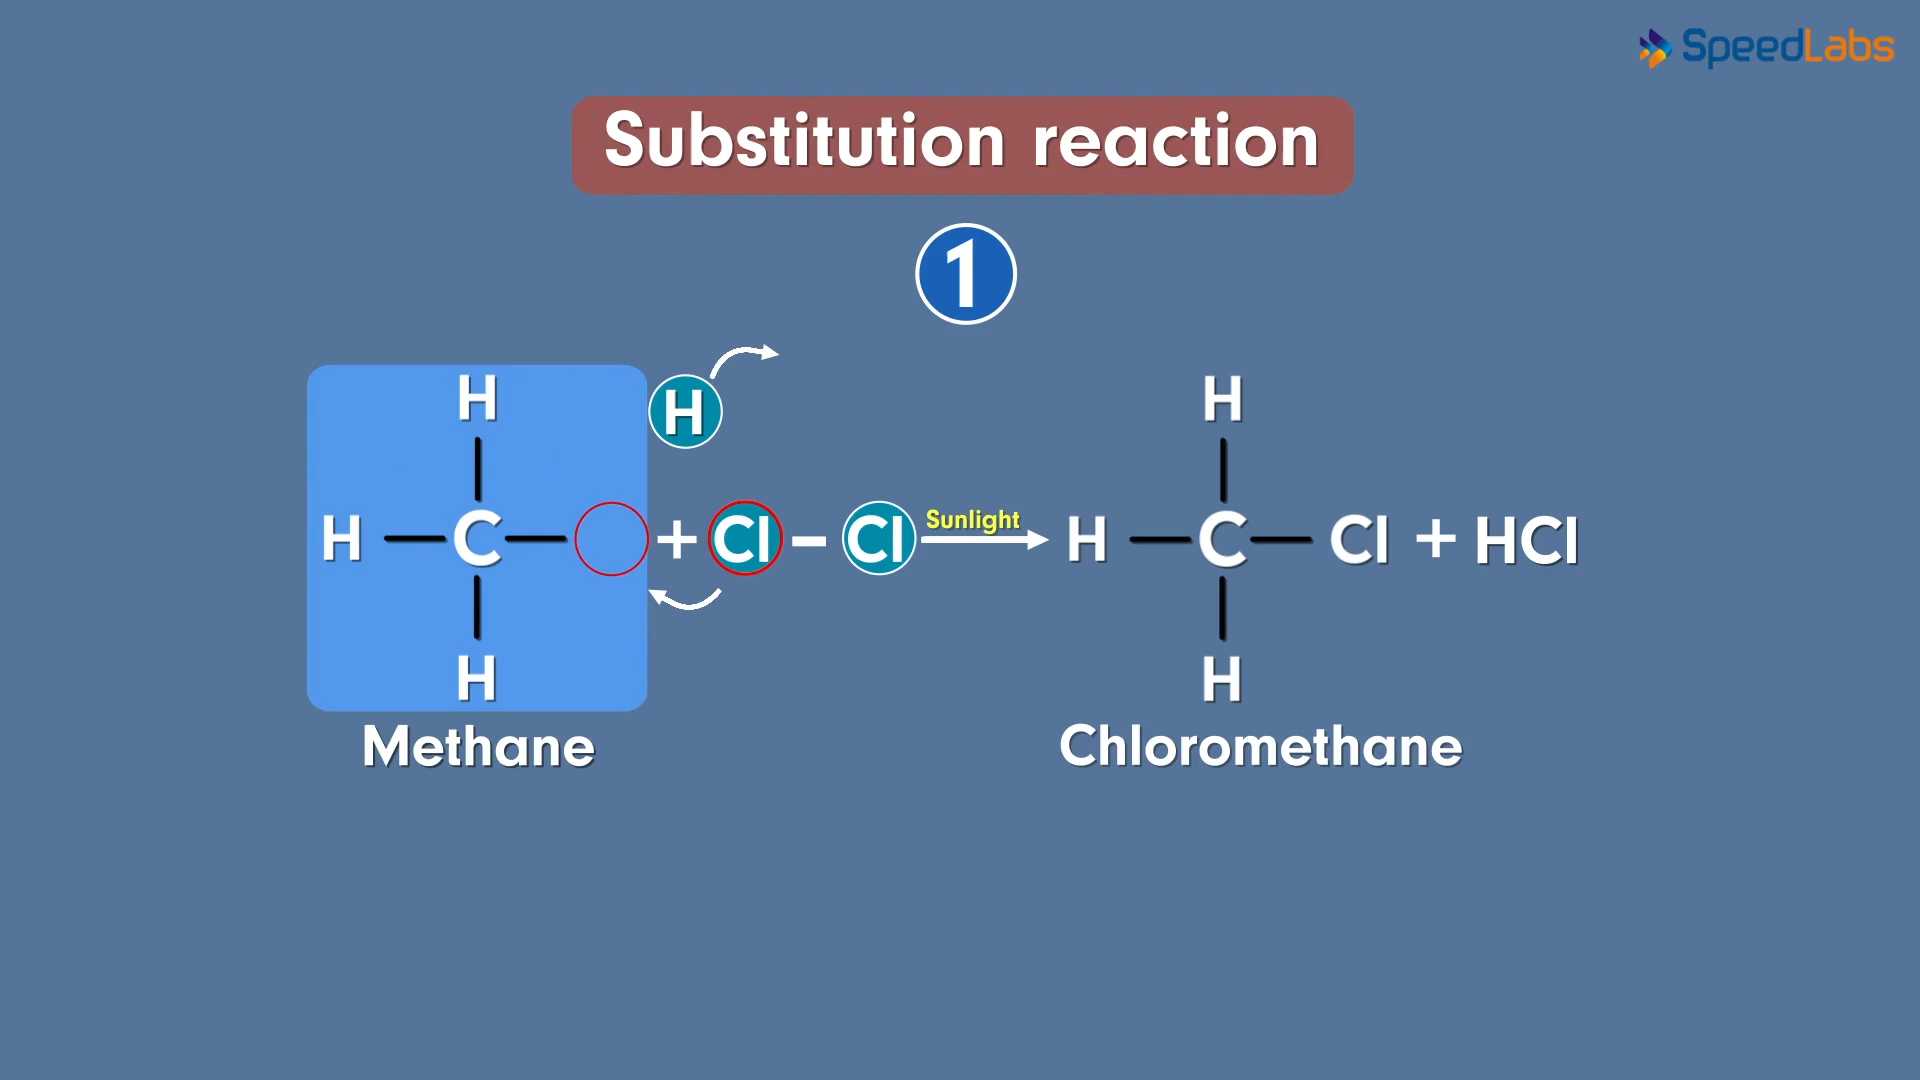 SpeedLabs
Substitution reaction
1
H H H
H C + Cl - Cl Sunlight H C Cl + HCl
H H
Methane Chloromethane